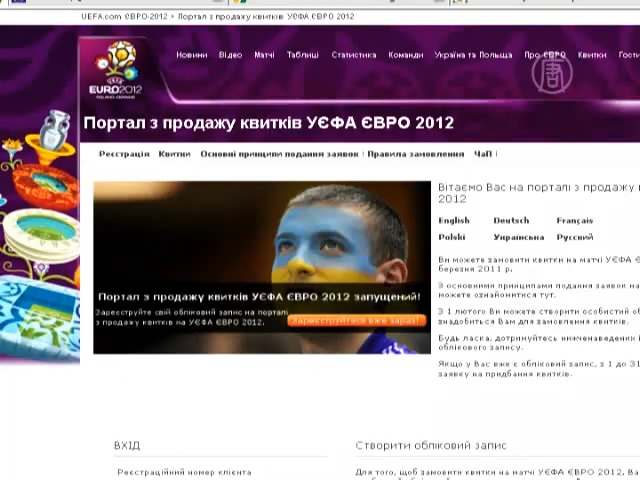 UEFA.com ЄВРО-2012 > Портал з продажу квитків УЄФА ЄВРО 2012
Новини Відео Матчі Таблиці Статистика Команди Україна та Польща Про ЄВРО Квитки Гості
UEFA
EURO2012
POLAND-UKRAINE
唐
Портал з продажу квитків УЄФА ЄВРО 2012
Реєстрація Квитки Основні принципи подання заявок | Правила замовлення ЧаП |
Вітаємо Вас на порталі з продажу
2012
English Deutsch Français
Polski Українська Русский
Ви можете замовити квитки на матчі УЄФА Є
березня 2011 р.
З основними принципами подання заявок на
можете ознайомитися тут.
З 1 лютого Ви можете створити особистий об
знадобиться Вам для замовлення квитків.
Будь ласка, дотримуйтесь нижченаведених і
облікового запису.
Якщо у Вас вже є обліковий запис, з 1 до 31
заявку на придбання квитків.
Портал з продажу квитків УЄФА ЄВРО 2012 запущений!
Зареєструйте свій обліковий запис на порталі
з продажу квитків на УЄФА ЄВРО 2012.
Зареєструйтеся вже зараз!
ВХІД
Реєстраційний номер клієнта
Створити обліковий запис
Для того, щоб замовити квитки на матчі УЄФА ЄВРО 2012, Ва